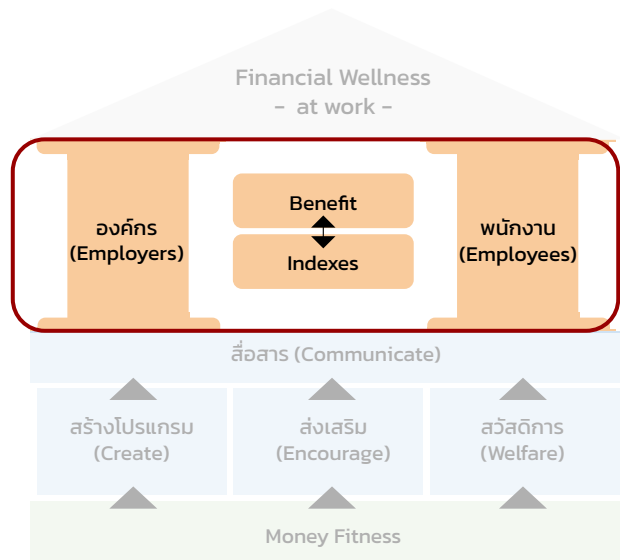 Financial Wellness
- at work -
องค์กร
(Employers)
Benefit
Indexes
พนักงาน
(Employees)
สื่อสาร (Communicate)
สร้างโปรแกรม
(Create)
ส่งเสริม
(Encourage)
สวัสดิการ
(Welfare)
Money Fitness